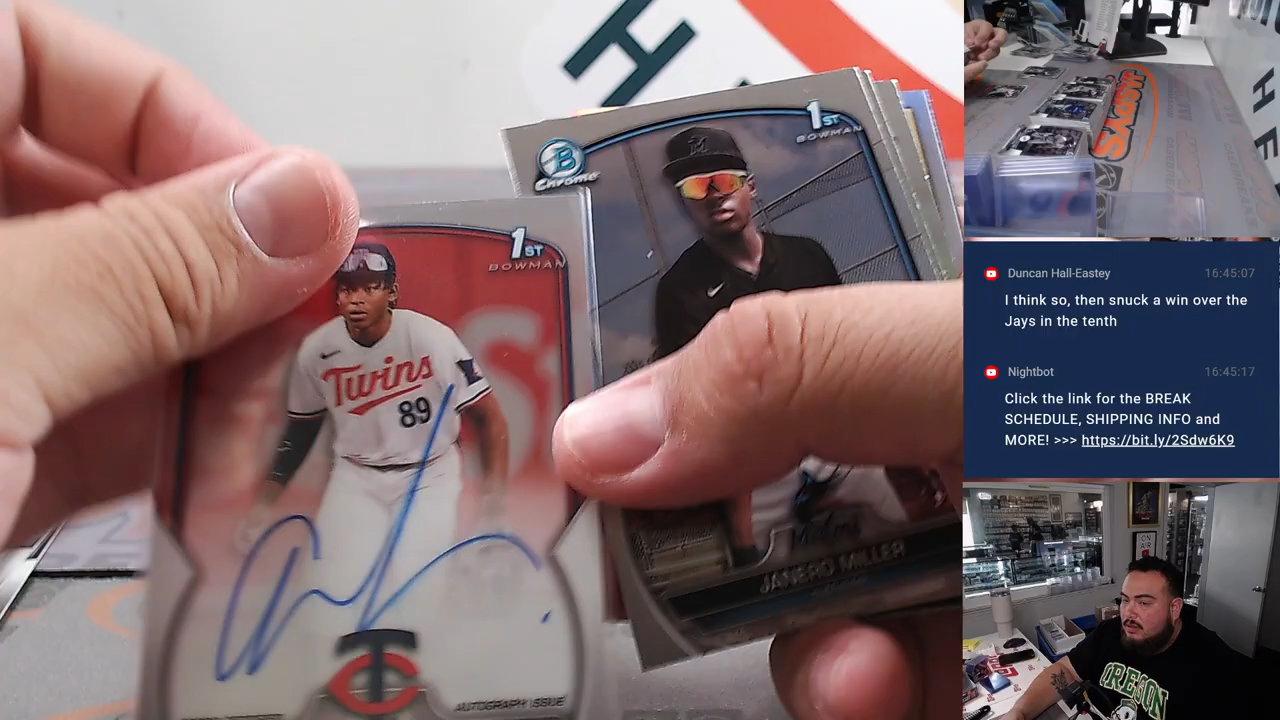 1ST
BOWMAN
B
CHROME
M
1ST
BOWMAN
Twins
89
TC
AUTOGRAPH ISSUE
JANERO MILLER
Duncan Hall-Eastey 16:45:07
I think so, then snuck a win over the
Jays in the tenth
Nightbot 16:45:17
Click the link for the BREAK
SCHEDULE, SHIPPING INFO and
MORE! >>> https://bit.ly/2Sdw6K9
OREGON